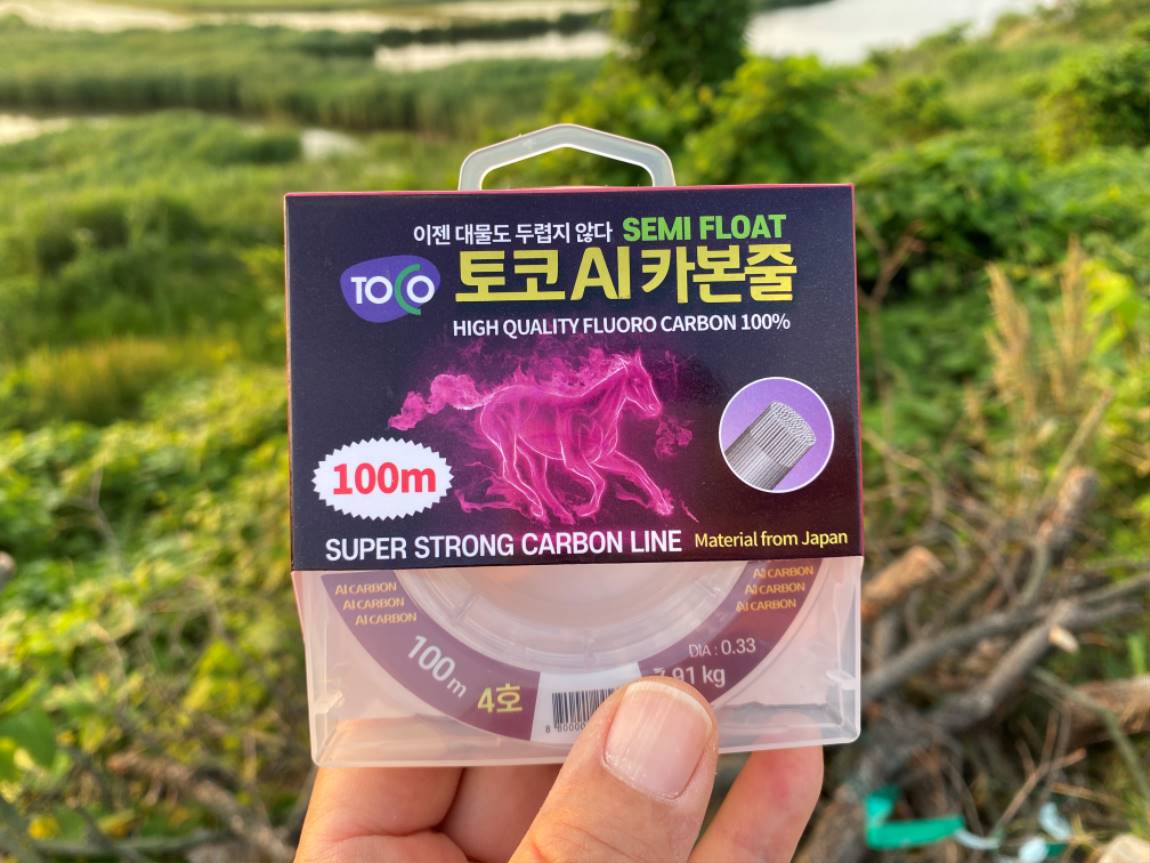 이젠 대물도 두렵지 않다 SEMI FLOAT
TOCO 토코 AI 카본줄
HIGH QUALITY FLUORO CARBON 100%
100m
SUPER STRONG CARBON LINE Material from Japan
AI CARBON
AI CARBON
AI CARBON
AI CARBON
AI CARBON
AI CARBON
100m 4호
DIA : 0.33
kg